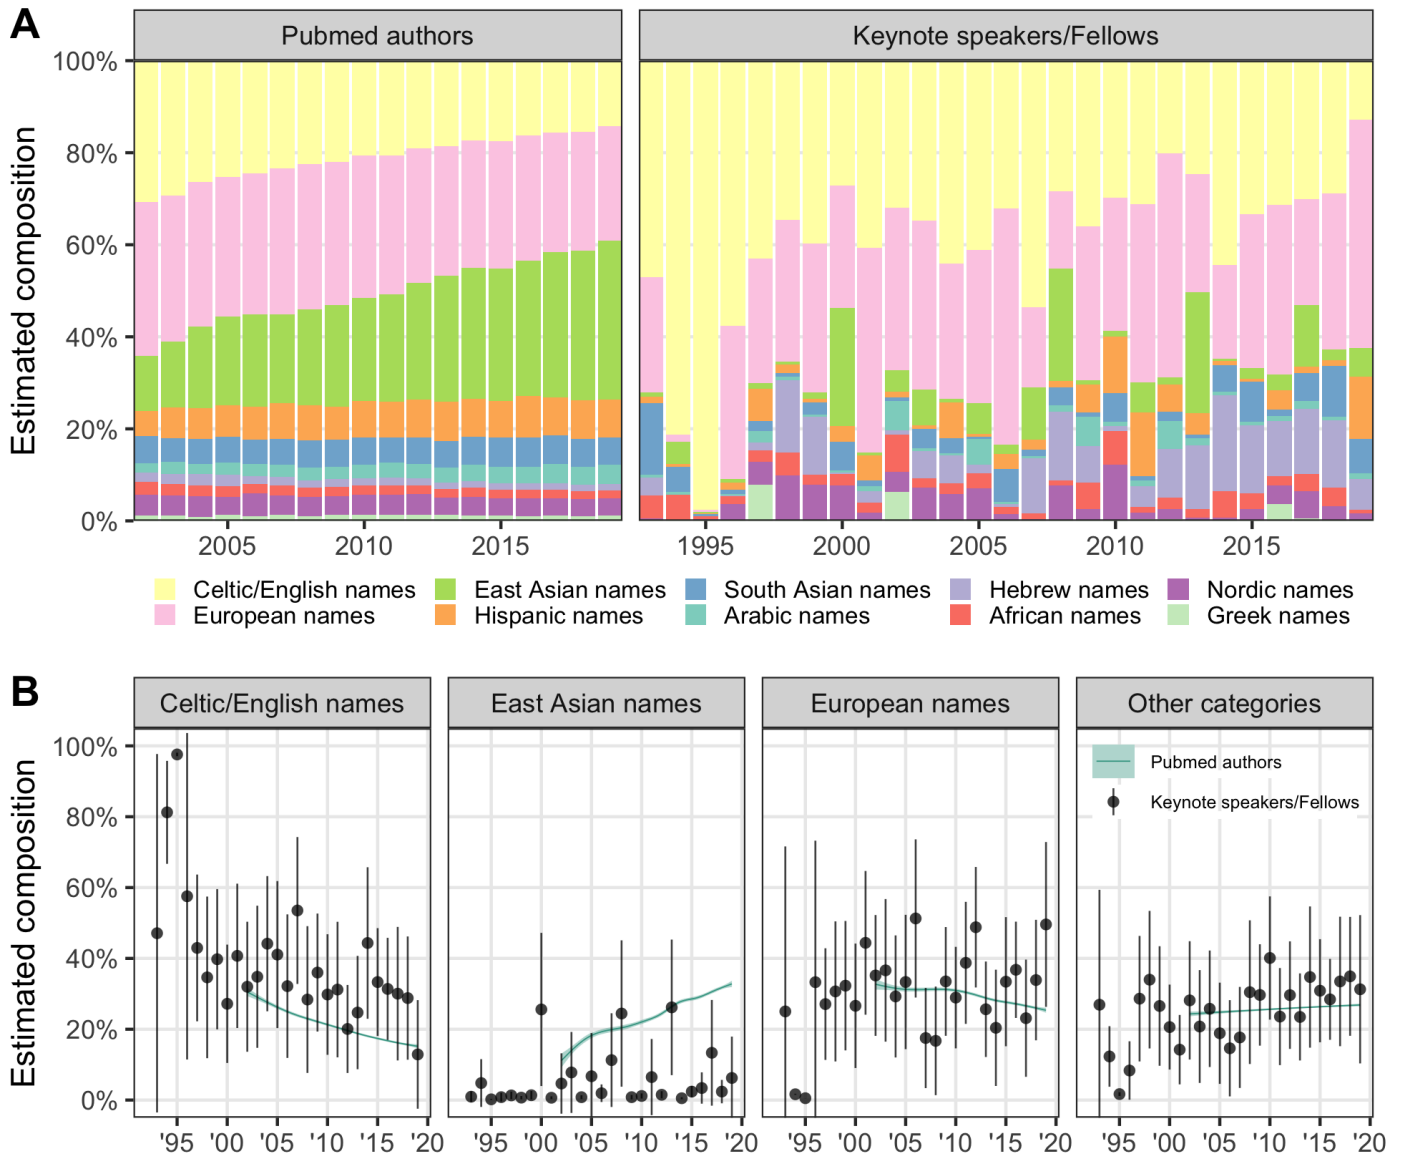 A
Pubmed authors Keynote speakers/Fellows
Estimated composition
100%
80%
60%
40%
20%
0%
2005 2010 2015 1995 2000 2005 2010 2015
Celtic/English names East Asian names South Asian names Hebrew names Nordic names
European names Hispanic names Arabic names African names Greek names
B
Celtic/English names East Asian names European names Other categories
Estimated composition
100%
80%
60%
40%
20%
0%
Pubmed authors
Keynote speakers/Fellows
'95 '00 '05 '10 '15 '20 '95 '00 '05 '10 '15 '20 '95 '00 '05 '10 '15 '20 '95 '00 '05 '10 '15 '20